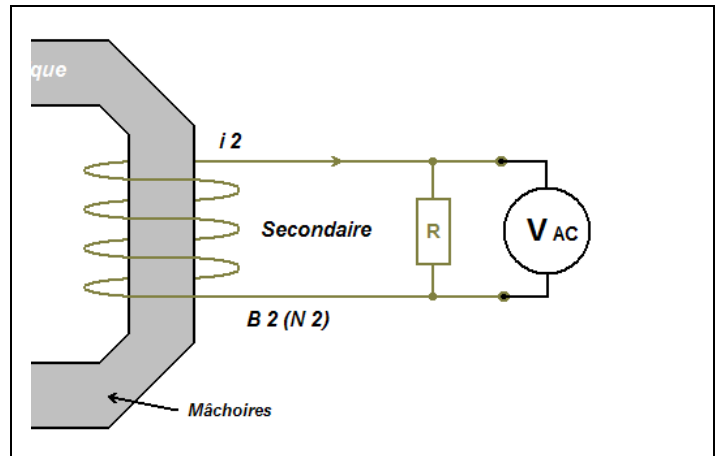 que
i 2
Secondaire
R
V AC
B 2 (N 2)
Mâchoires